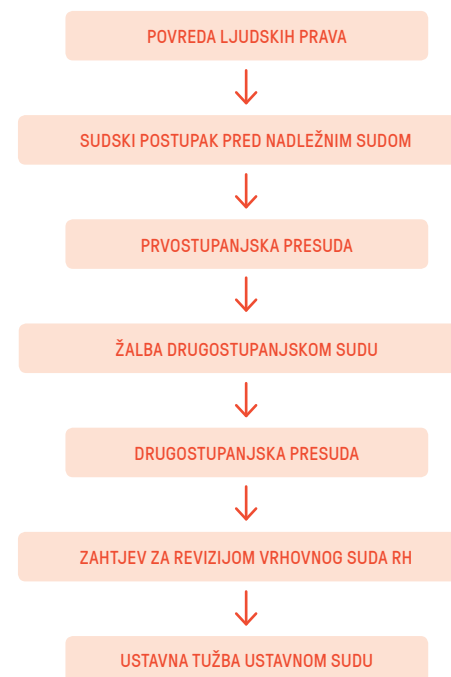 POVREDA LJUDSKIH PRAVA
SUDSKI POSTUPAK PRED NADLEŽNIM SUDOM
PRVOSTUPANJSKA PRESUDA
ŽALBA DRUGOSTUPANJSKOM SUDU
DRUGOSTUPANJSKA PRESUDA
ZAHTJEV ZA REVIZIJOM VRHOVNOG SUDA RH
USTAVNA TUŽBA USTAVNOM SUDU